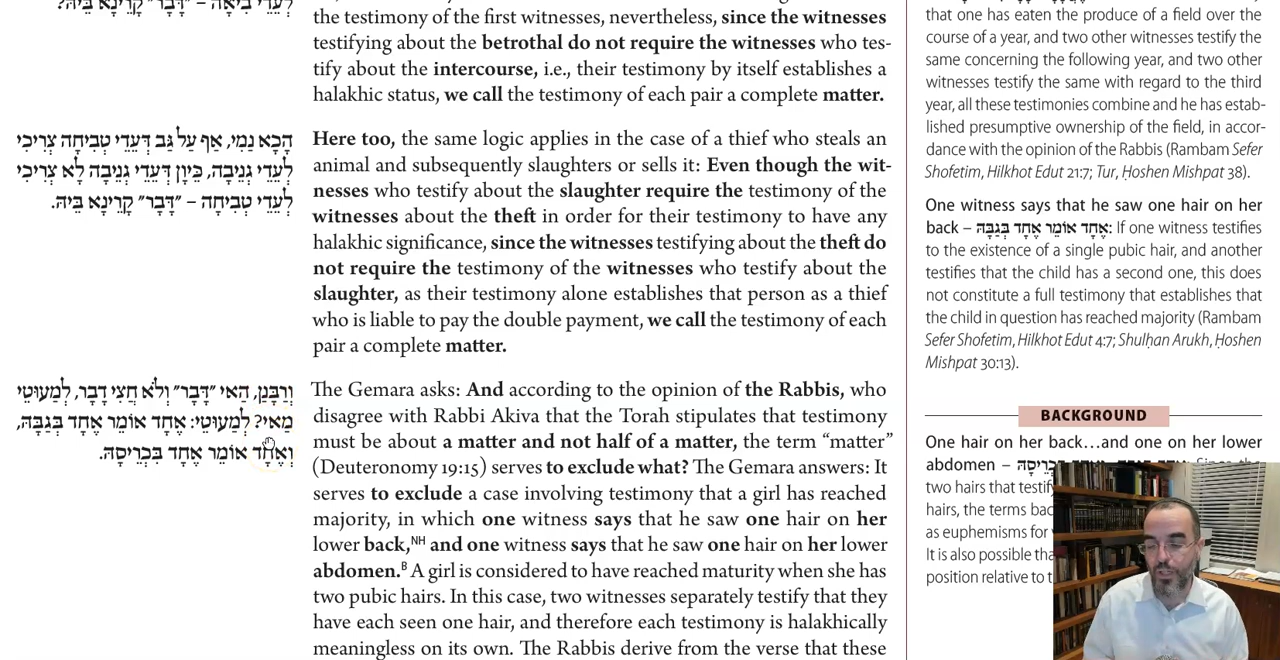 לְעֵדֵי בִיאָה – ״דָּבָר״ קָרֵינָא בֵּיהּ?
the testimony of the first witnesses, nevertheless, since the witnesses
testifying about the betrothal do not require the witnesses who tes-
tify about the intercourse, i.e., their testimony by itself establishes a
halakhic status, we call the testimony of each pair a complete matter.
הָכָא נַמִי, אַף עַל גַּב דְּעֵדֵי טְבִיחָה צְרִיכִי
לְעֵדֵי גְנֵיבָה, כֵּיוָן דְּעֵדֵי גְנֵיבָה לָא צְרִיכִי
לְעֵדֵי טְבִיחָה – ״דָּבָר״ קָרֵינָא בֵּיהּ.
Here too, the same logic applies in the case of a thief who steals an
animal and subsequently slaughters or sells it: Even though the wit-
nesses who testify about the slaughter require the testimony of the
witnesses about the theft in order for their testimony to have any
halakhic significance, since the witnesses testifying about the theft do
not require the testimony of the witnesses who testify about the
slaughter, as their testimony alone establishes that person as a thief
who is liable to pay the double payment, we call the testimony of each
pair a complete matter.
וְרַבָּנַן, הַאי ״דָּבָר״ וְלֹא חֲצִי דָבָר, לְמַעוּטֵי
מַאי? לְמַעוּטֵי: אֶחָד אוֹמֵר אֶחָד בְּגַבָּהּ,
וְאֶחָד אוֹמֵר אֶחָד בִּכְרֵיסָהּ.
The Gemara asks: And according to the opinion of the Rabbis, who
disagree with Rabbi Akiva that the Torah stipulates that testimony
must be about a matter and not half of a matter, the term “matter”
(Deuteronomy 19:15) serves to exclude what? The Gemara answers: It
serves to exclude a case involving testimony that a girl has reached
majority, in which one witness says that he saw one hair on her
lower back,NH and one witness says that he saw one hair on her lower
abdomen.B A girl is considered to have reached maturity when she has
two pubic hairs. In this case, two witnesses separately testify that they
have each seen one hair, and therefore each testimony is halakhically
meaningless on its own. The Rabbis derive from the verse that these
that one has eaten the produce of a field over the
course of a year, and two other witnesses testify the
same concerning the following year, and two other
witnesses testify the same with regard to the third
year, all these testimonies combine and he has estab-
lished presumptive ownership of the field, in accor-
dance with the opinion of the Rabbis (Rambam Sefer
Shofetim, Hilkhot Edut 21:7; Tur, Ḥoshen Mishpat 38).
One witness says that he saw one hair on her
back – אֶחָד אוֹמֵר אֶחָד בְּגַבָּהּ: If one witness testifies
to the existence of a single pubic hair, and another
testifies that the child has a second one, this does
not constitute a full testimony that establishes that
the child in question has reached majority (Rambam
Sefer Shofetim, Hilkhot Edut 4:7; Shulḥan Arukh, Ḥoshen
Mishpat 30:13).
BACKGROUND
One hair on her back…and one on her lower
abdomen –
two hairs that testif
hairs, the terms bac
as euphemisms for
It is also possible tha
position relative to t